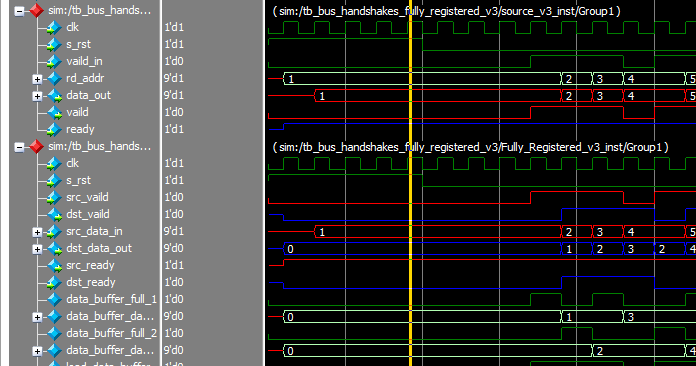 sim:/tb_bus_hands... ( sim:/tb_bus_handshakes_fully_registered_v3/source_v3_inst/Group1 )
clk 1'd1
s_rst 1'd1
vaild_in 1'd0
rd_addr 9'd1 1 2 3 4 5
data_out 9'd1 1 2 3 4 5
vaild 1'd0
ready 1'd1
sim:/tb_bus_hands... ( sim:/tb_bus_handshakes_fully_registered_v3/Fully_Registered_v3_inst/Group1 )
clk 1'd1
s_rst 1'd1
src_vaild 1'd0
dst_vaild 1'd0
src_data_in 9'd1 1 2 3 4 5
dst_data_out 9'd0 0 1 2 3 2 4
src_ready 1'd1
dst_ready 1'd0
data_buffer_full_1 1'd0
data_buffer_da... 9'd0 0 1 3
data_buffer_full_2 1'd0
data_buffer_da... 9'd0 0 2 4